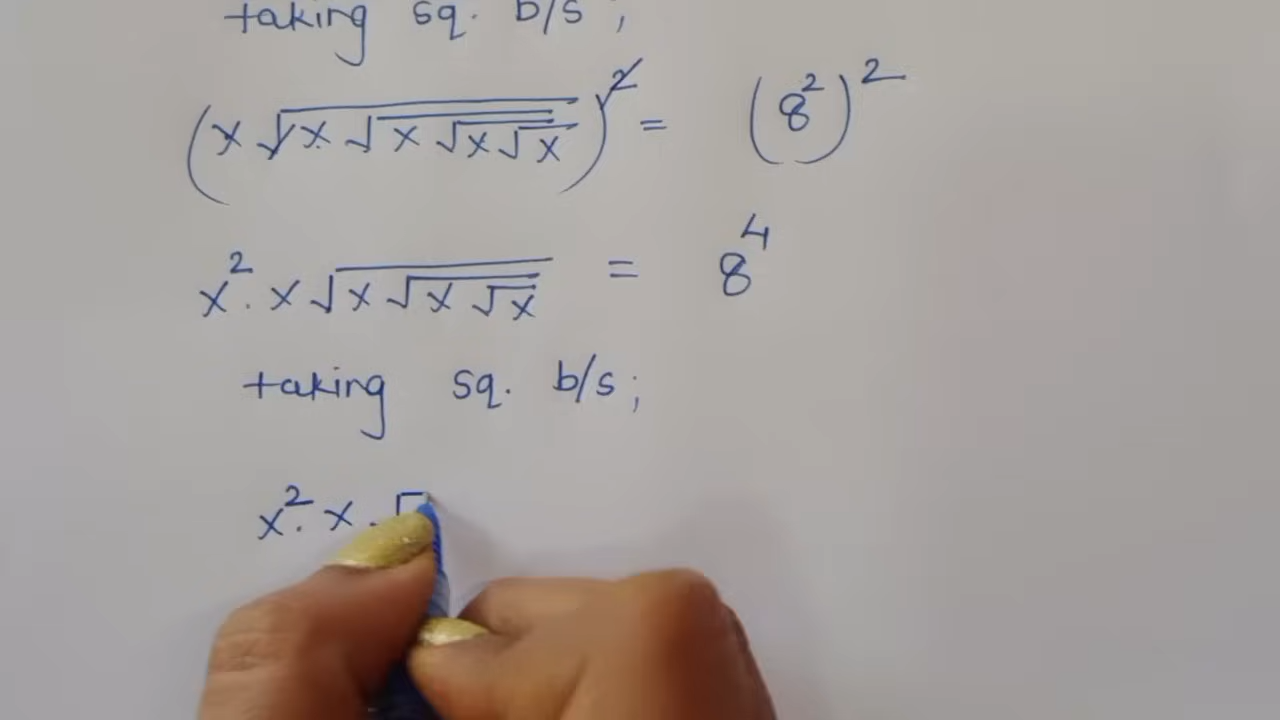 taking sq. b/s ;
(x√(x√(x√(x√x))))² = (8²)²
x² . x√(x√(x√x)) = 8⁴
taking sq. b/s ;
x² . x . √